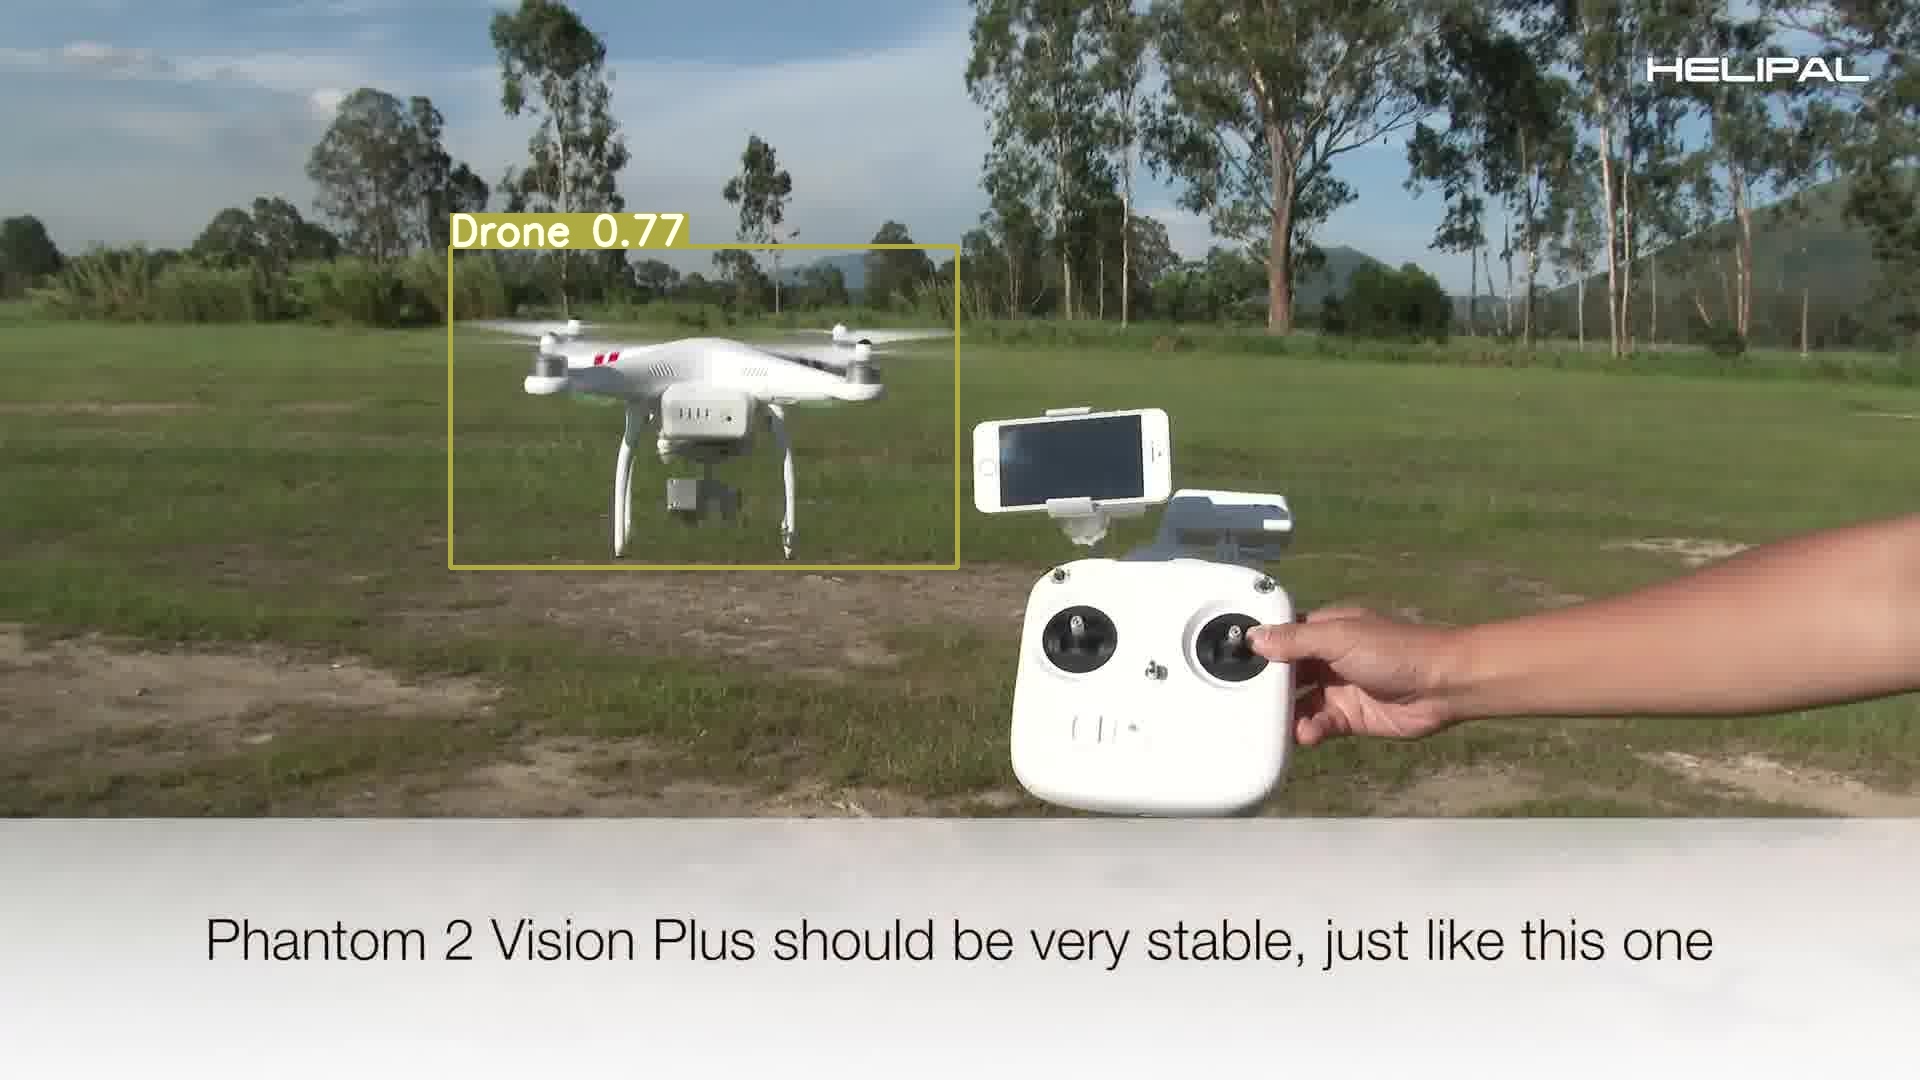 HELIPAL
Drone 0.77
Phantom 2 Vision Plus should be very stable, just like this one